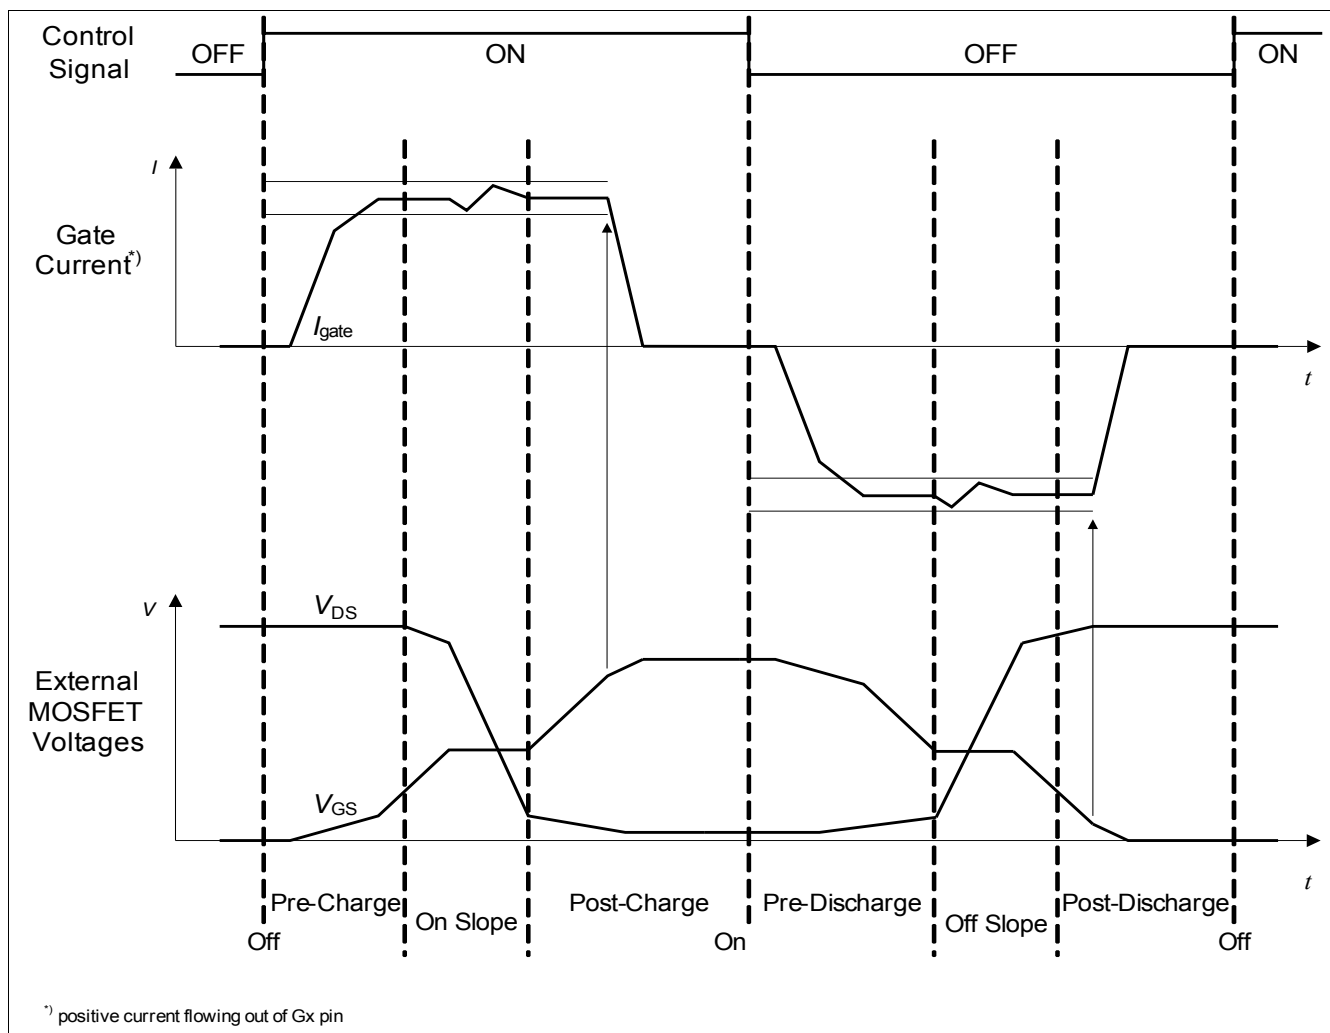 Control
Signal
OFF
ON
OFF
ON
I
Gate
Current*)
Igate
t
V
VDS
External
MOSFET
Voltages
VGS
t
Pre-Charge
On Slope
Post-Charge
Pre-Discharge
Off Slope
Post-Discharge
Off
On
Off
*) positive current flowing out of Gx pin